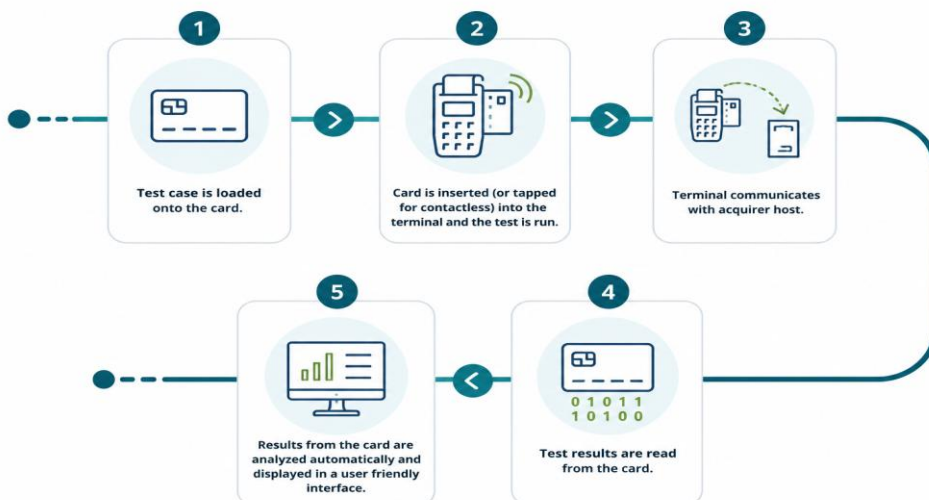 1
2
3
Test case is loaded
onto the card.
Card is inserted (or tapped
for contactless) into the
terminal and the test is run.
Terminal communicates
with acquirer host.
5
4
0 1 0 1 1
1 0 1 0 0
Results from the card are
analyzed automatically and
displayed in a user friendly
interface.
Test results are read
from the card.